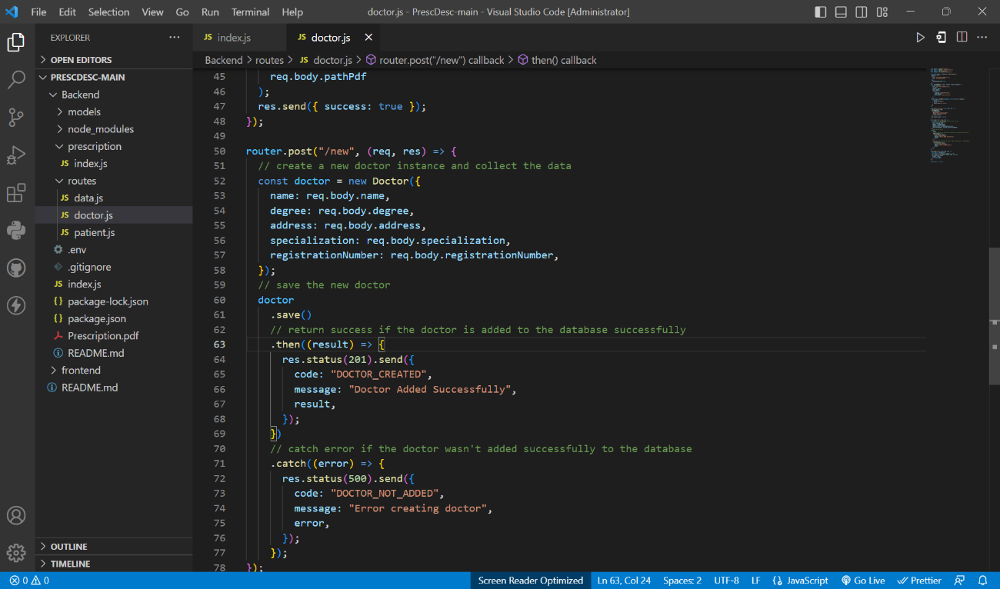 File Edit Selection View Go Run Terminal Help doctor.js - PrescDesc-main - Visual Studio Code [Administrator]
EXPLORER ···
OPEN EDITORS
PRESCDESC-MAIN
Backend
models
node_modules
prescription
JS index.js
routes
JS data.js
JS doctor.js
JS patient.js
.env
.gitignore
JS index.js
{} package-lock.json
{} package.json
Prescription.pdf
README.md
frontend
README.md
OUTLINE
TIMELINE
JS index.js JS doctor.js
Backend > routes > JS doctor.js > router.post("/new") callback > then() callback
45 req.body.pathPdf
46 );
47 res.send({ success: true });
48 });
49
50 router.post("/new", (req, res) => {
51 // create a new doctor instance and collect the data
52 const doctor = new Doctor({
53 name: req.body.name,
54 degree: req.body.degree,
55 address: req.body.address,
56 specialization: req.body.specialization,
57 registrationNumber: req.body.registrationNumber,
58 });
59 // save the new doctor
60 doctor
61 .save()
62 // return success if the doctor is added to the database successfully
63 .then((result) => {
64 res.status(201).send({
65 code: "DOCTOR_CREATED",
66 message: "Doctor Added Successfully",
67 result,
68 });
69 })
70 // catch error if the doctor wasn't added successfully to the database
71 .catch((error) => {
72 res.status(500).send({
73 code: "DOCTOR_NOT_ADDED",
74 message: "Error creating doctor",
75 error,
76 });
77 });
78 });
0 0 Screen Reader Optimized Ln 63, Col 24 Spaces: 2 UTF-8 LF JavaScript Go Live Prettier